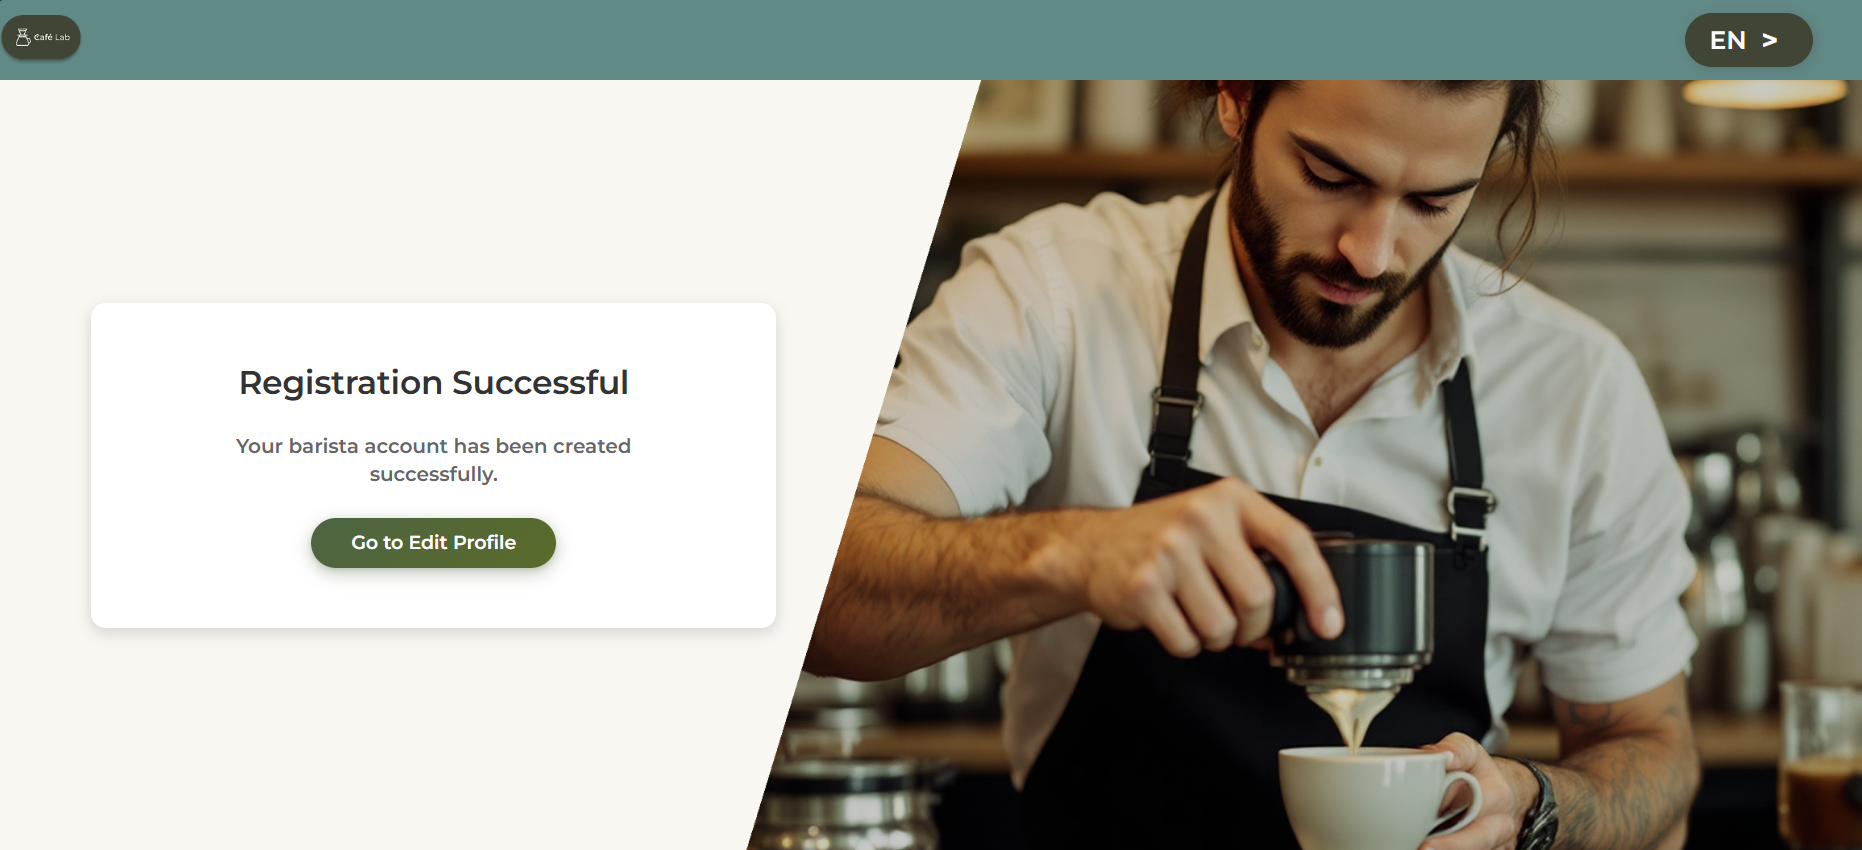 Café Lab
EN >
Registration Successful
Your barista account has been created
successfully.
Go to Edit Profile